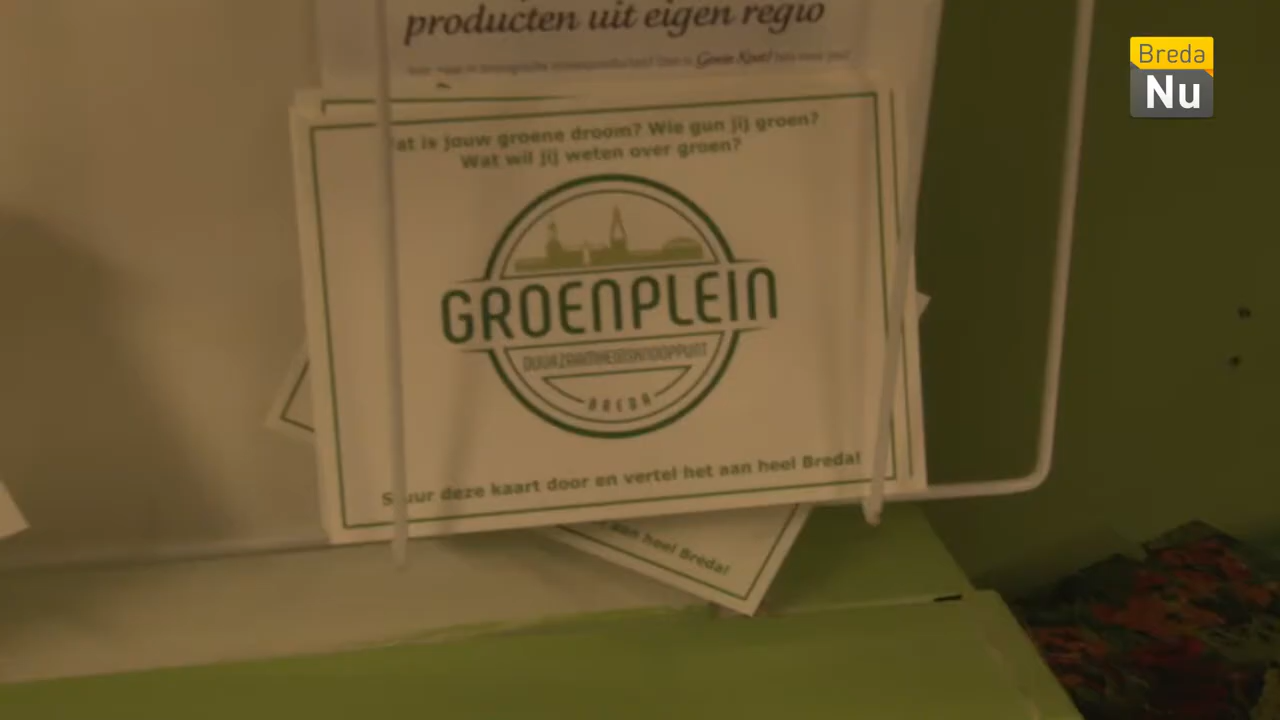 producten uit eigen regio
Breda
Nu
at is jouw groene droom? Wie gun jij groen?
Wat wil jij weten over groen?
GROENPLEIN
DUURZAAMHEIDSKNOOPPUNT
BREDA
S uur deze kaart door en vertel het aan heel Breda!
aan heel Breda!